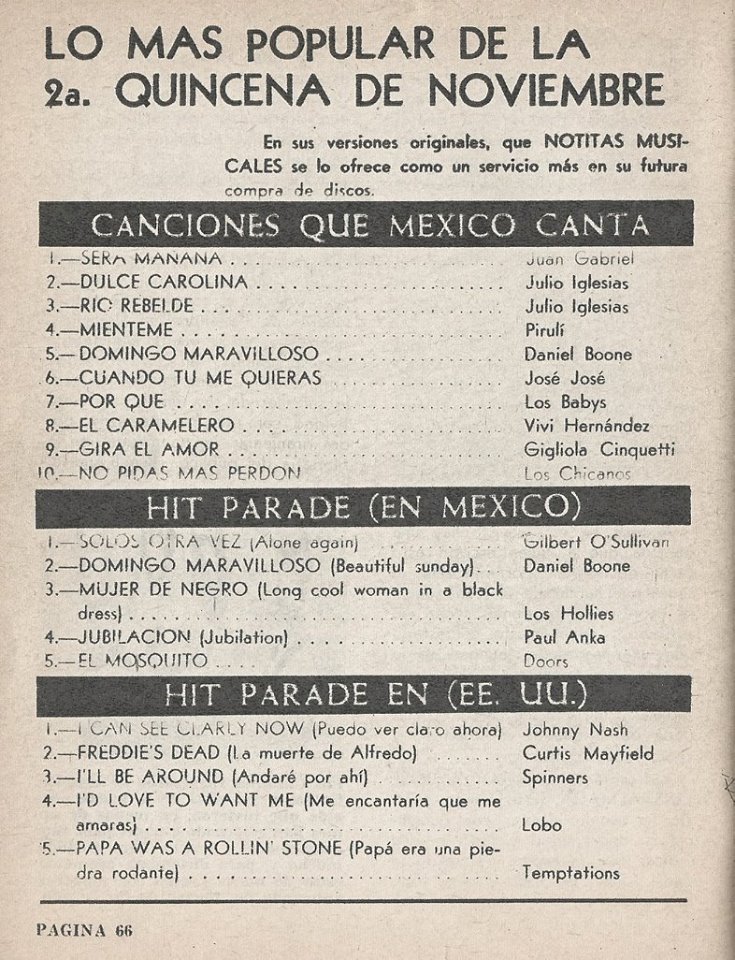 LO MAS POPULAR DE LA
2a. QUINCENA DE NOVIEMBRE
En sus versiones originales, que NOTITAS MUSI-
CALES se lo ofrece como un servicio más en su futura
compra de discos.
CANCIONES QUE MEXICO CANTA
1.—SERA MAÑANA . . . . . . . . . . . . . . . . . . . . Juan Gabriel
2.—DULCE CAROLINA . . . . . . . . . . . . . . . . . . Julio Iglesias
3.—RIO REBELDE . . . . . . . . . . . . . . . . . . . . . Julio Iglesias
4.—MIENTEME . . . . . . . . . . . . . . . . . . . . . . . Pirulí
5.—DOMINGO MARAVILLOSO . . . . . . . . . . . . Daniel Boone
6.—CUANDO TU ME QUIERAS . . . . . . . . . . . . José José
7.—POR QUE . . . . . . . . . . . . . . . . . . . . . . . . Los Babys
8.—EL CARAMELERO . . . . . . . . . . . . . . . . . . Vivi Hernández
9.—GIRA EL AMOR . . . . . . . . . . . . . . . . . . . . Gigliola Cinquetti
10.—NO PIDAS MAS PERDON . . . . . . . . . . . . . Los Chicanos
HIT PARADE (EN MEXICO)
1.—SOLOS OTRA VEZ (Alone again) . . . . . . . . . Gilbert O'Sullivan
2.—DOMINGO MARAVILLOSO (Beautiful sunday) . . . Daniel Boone
3.—MUJER DE NEGRO (Long cool woman in a black
dress) . . . . . . . . . . . . . . . . . . . . . . . . . . Los Hollies
4.—JUBILACION (Jubilation) . . . . . . . . . . . . . . Paul Anka
5.—EL MOSQUITO . . . . . . . . . . . . . . . . . . . . Doors
HIT PARADE EN (EE. UU.)
1.—I CAN SEE CLARLY NOW (Puedo ver claro ahora) Johnny Nash
2.—FREDDIE'S DEAD (La muerte de Alfredo) . . . . . Curtis Mayfield
3.—I'LL BE AROUND (Andaré por ahí) . . . . . . . . . Spinners
4.—I'D LOVE TO WANT ME (Me encantaría que me
amaras) . . . . . . . . . . . . . . . . . . . . . . . . . Lobo
5.—PAPA WAS A ROLLIN' STONE (Papá era una pie-
dra rodante) . . . . . . . . . . . . . . . . . . . . . . Temptations
PAGINA 66